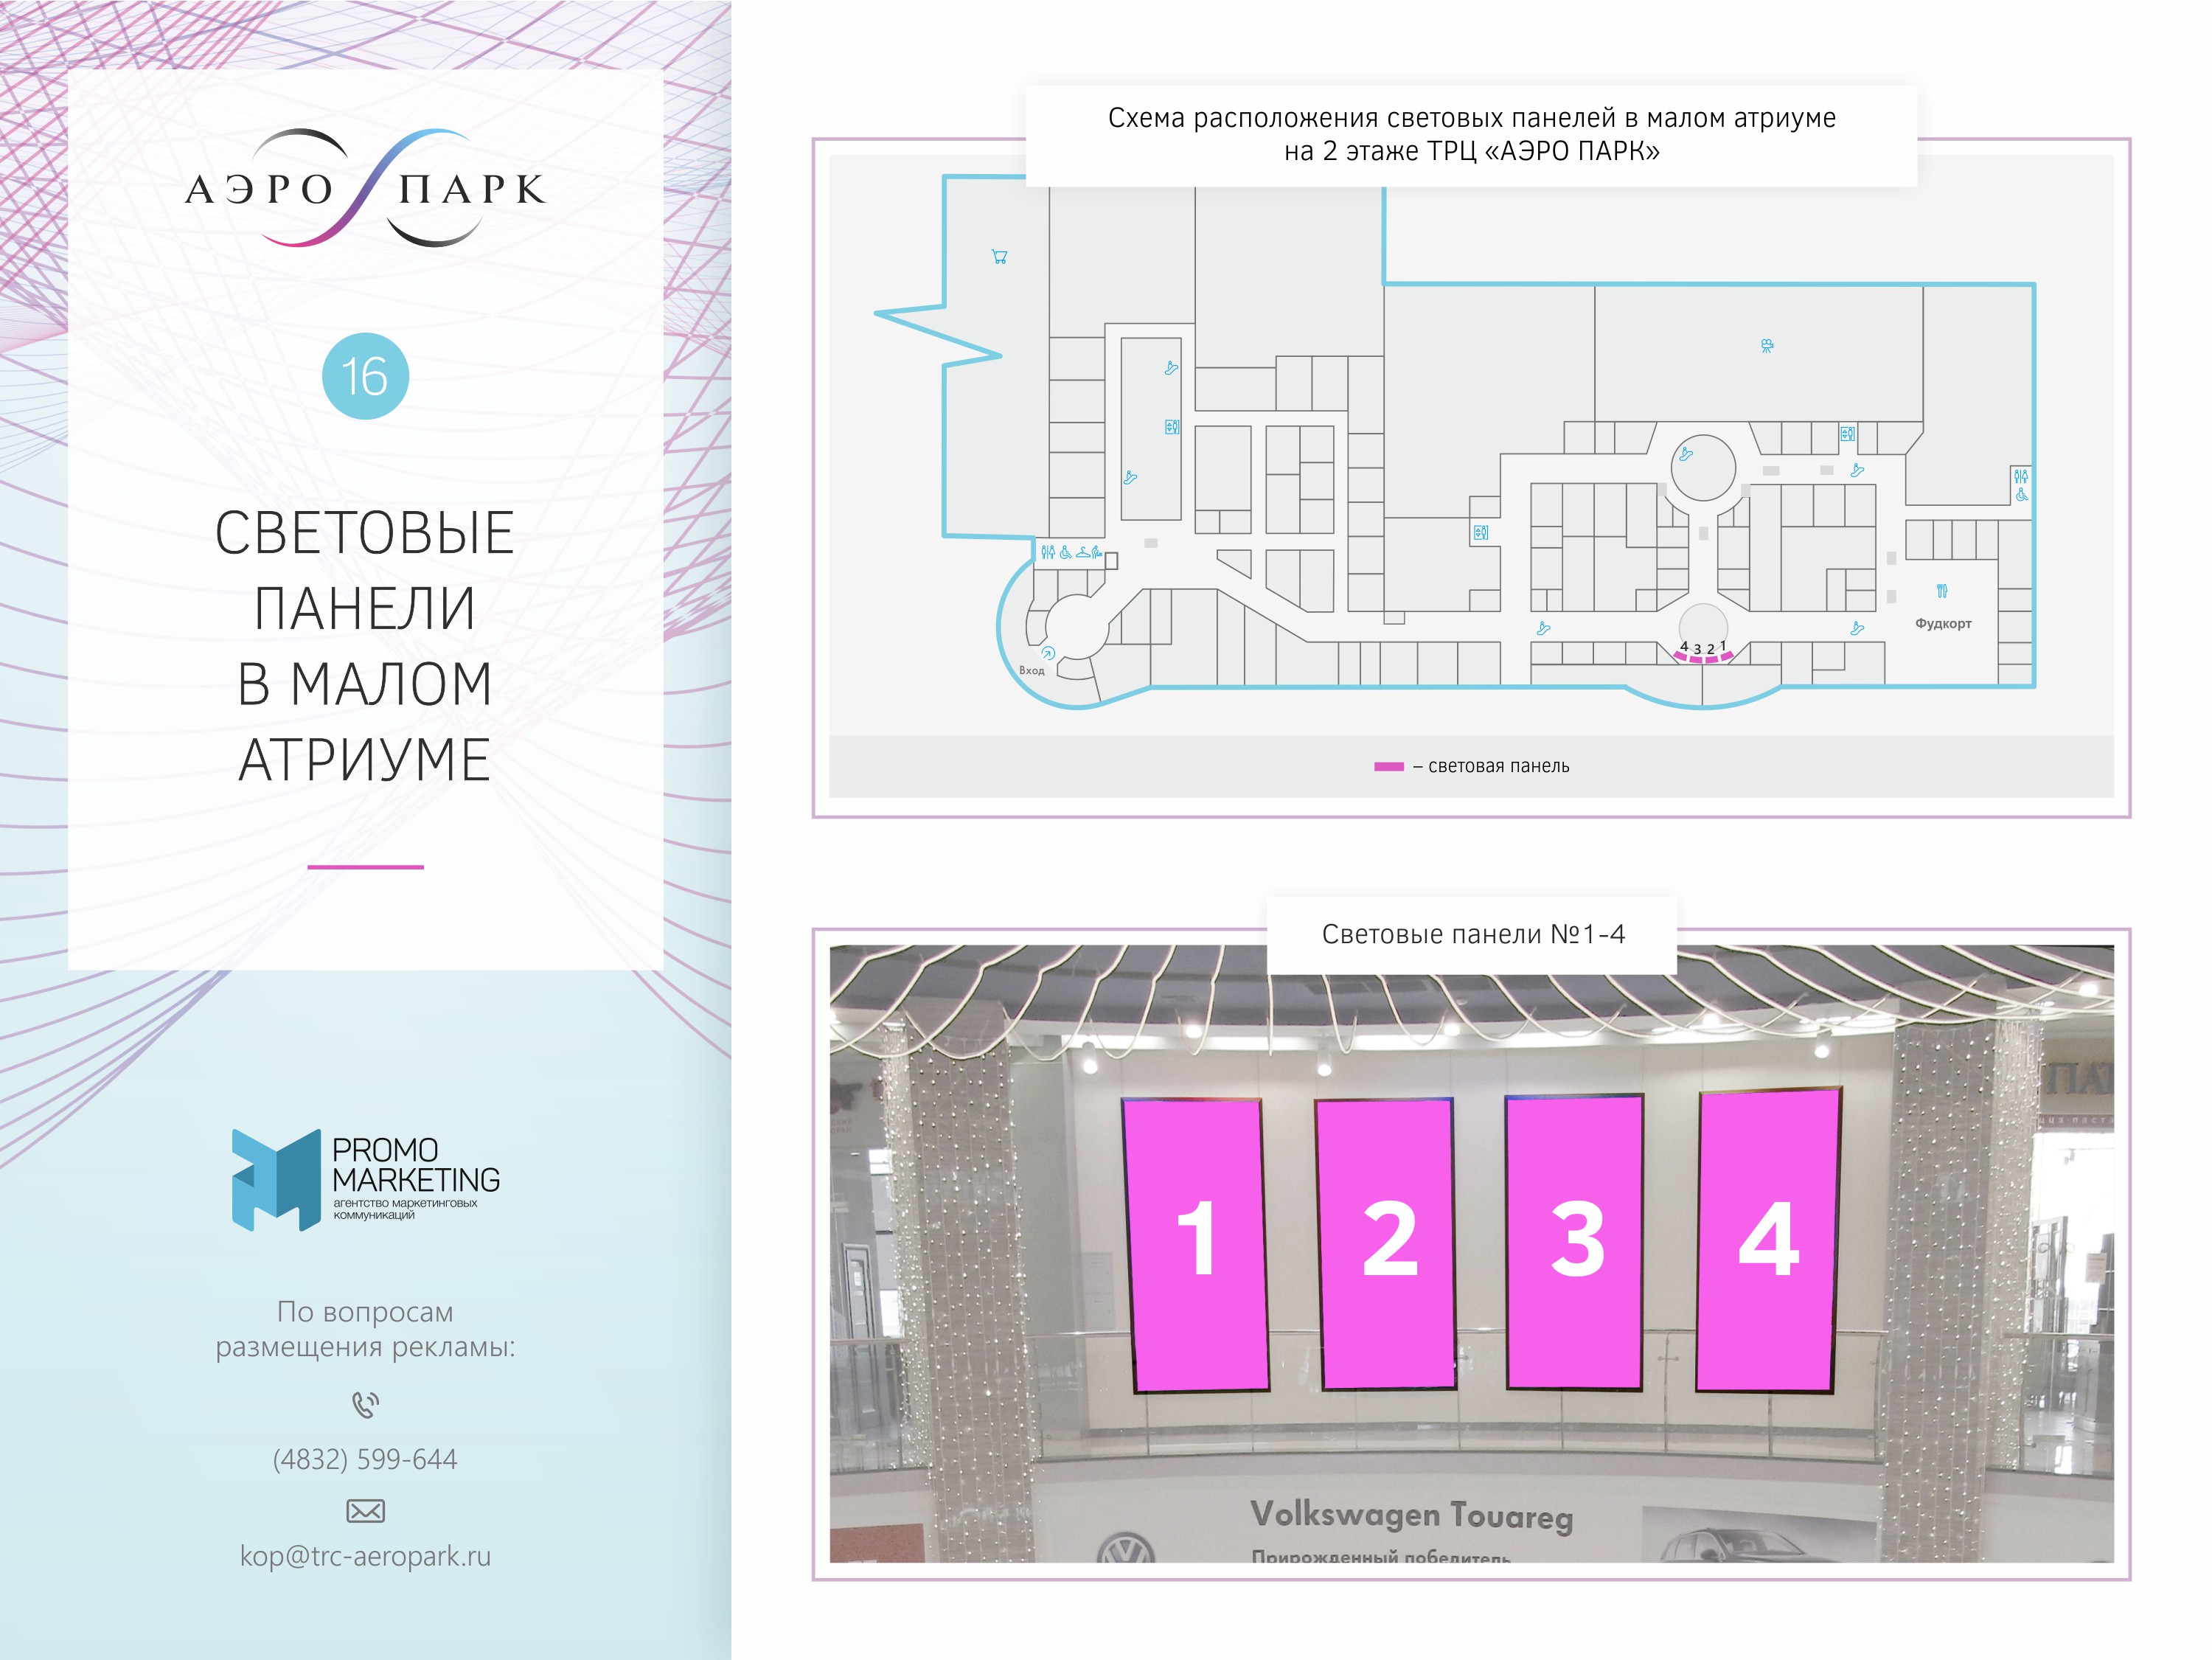 АЭРО ПАРК
16
СВЕТОВЫЕ
ПАНЕЛИ
В МАЛОМ
АТРИУМЕ
PROMO
MARKETING
агентство маркетинговых
коммуникаций
По вопросам
размещения рекламы:
(4832) 599-644
kop@trc-aeropark.ru
Схема расположения световых панелей в малом атриуме
на 2 этаже ТРЦ «АЭРО ПАРК»
Фудкорт
4 3 2 1
Вход
– световая панель
Световые панели №1-4
1 2 3 4
Volkswagen Touareg
Прирожденный победитель